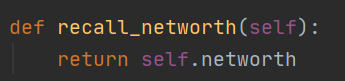 def recall_networth(self):
    return self.networth